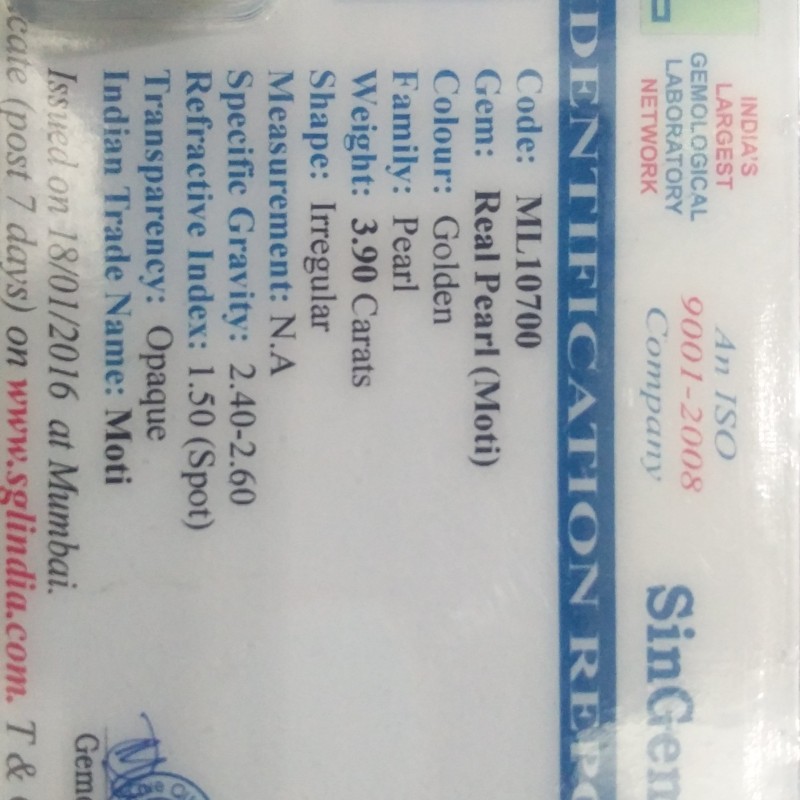 INDIA'S
LARGEST
GEMOLOGICAL
LABORATORY
NETWORK
An ISO
9001-2008
Company
SinGem
DENTIFICATION REPO
Code: ML10700
Gem: Real Pearl (Moti)
Colour: Golden
Family: Pearl
Weight: 3.90 Carats
Shape: Irregular
Measurement: N.A
Specific Gravity: 2.40-2.60
Refractive Index: 1.50 (Spot)
Transparency: Opaque
Indian Trade Name: Moti
Issued on 18/01/2016 at Mumbai.
Gemo
cate (post 7 days) on www.sglindia.com. T &